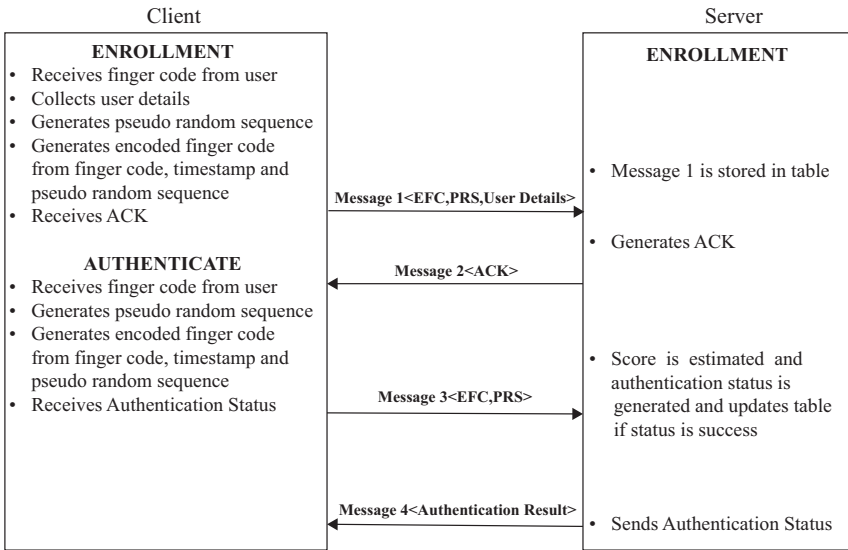 Client
ENROLLMENT
• Receives finger code from user
• Collects user details
• Generates pseudo random sequence
• Generates encoded finger code
from finger code, timestamp and
pseudo random sequence
• Receives ACK
AUTHENTICATE
• Receives finger code from user
• Generates pseudo random sequence
• Generates encoded finger code
from finger code, timestamp and
pseudo random sequence
• Receives Authentication Status
Message 1<EFC,PRS,User Details>
Message 2<ACK>
Message 3<EFC,PRS>
Message 4<Authentication Result>
Server
ENROLLMENT
• Message 1 is stored in table
• Generates ACK
• Score is estimated and
authentication status is
generated and updates table
if status is success
• Sends Authentication Status